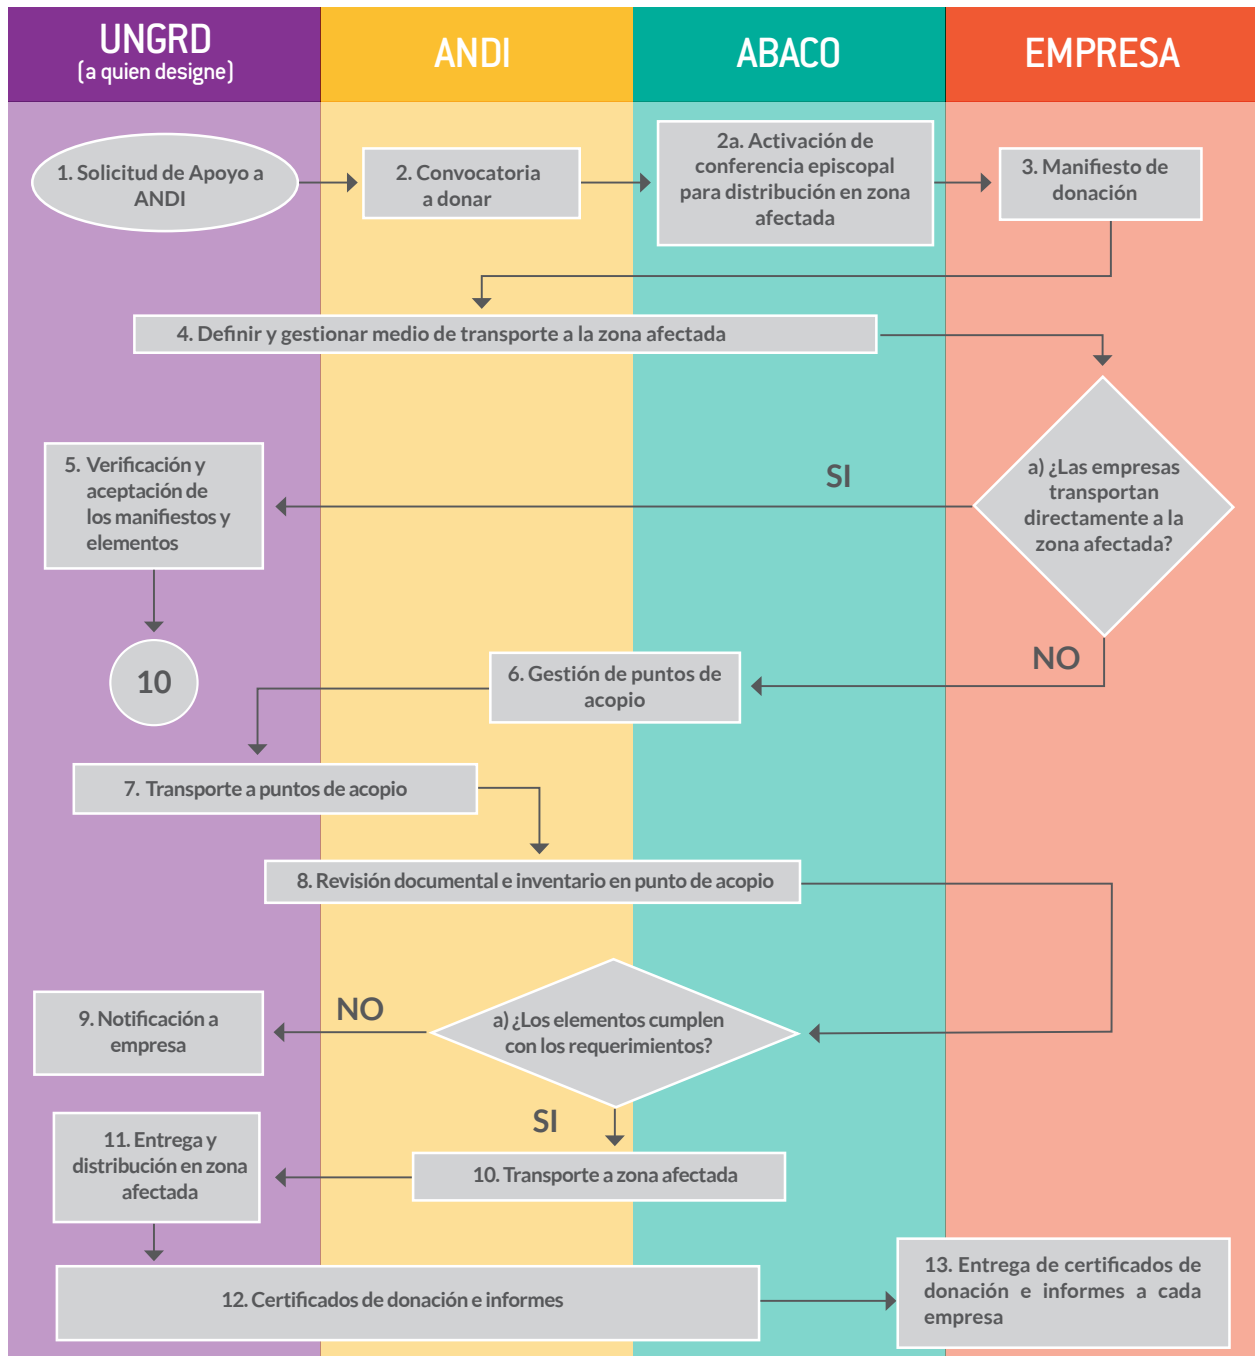 UNGRD
(a quien designe)
ANDI
ABACO
EMPRESA
1. Solicitud de Apoyo a
ANDI
2. Convocatoria
a donar
2a. Activación de
conferencia episcopal
para distribución en zona
afectada
3. Manifiesto de
donación
4. Definir y gestionar medio de transporte a la zona afectada
a) ¿Las empresas
transportan
directamente a la
zona afectada?
SI
5. Verificación y
aceptación de
los manifiestos y
elementos
10
NO
6. Gestión de puntos de
acopio
7. Transporte a puntos de acopio
8. Revisión documental e inventario en punto de acopio
a) ¿Los elementos cumplen
con los requerimientos?
NO
9. Notificación a
empresa
SI
10. Transporte a zona afectada
11. Entrega y
distribución en zona
afectada
12. Certificados de donación e informes
13. Entrega de certificados de
donación e informes a cada
empresa